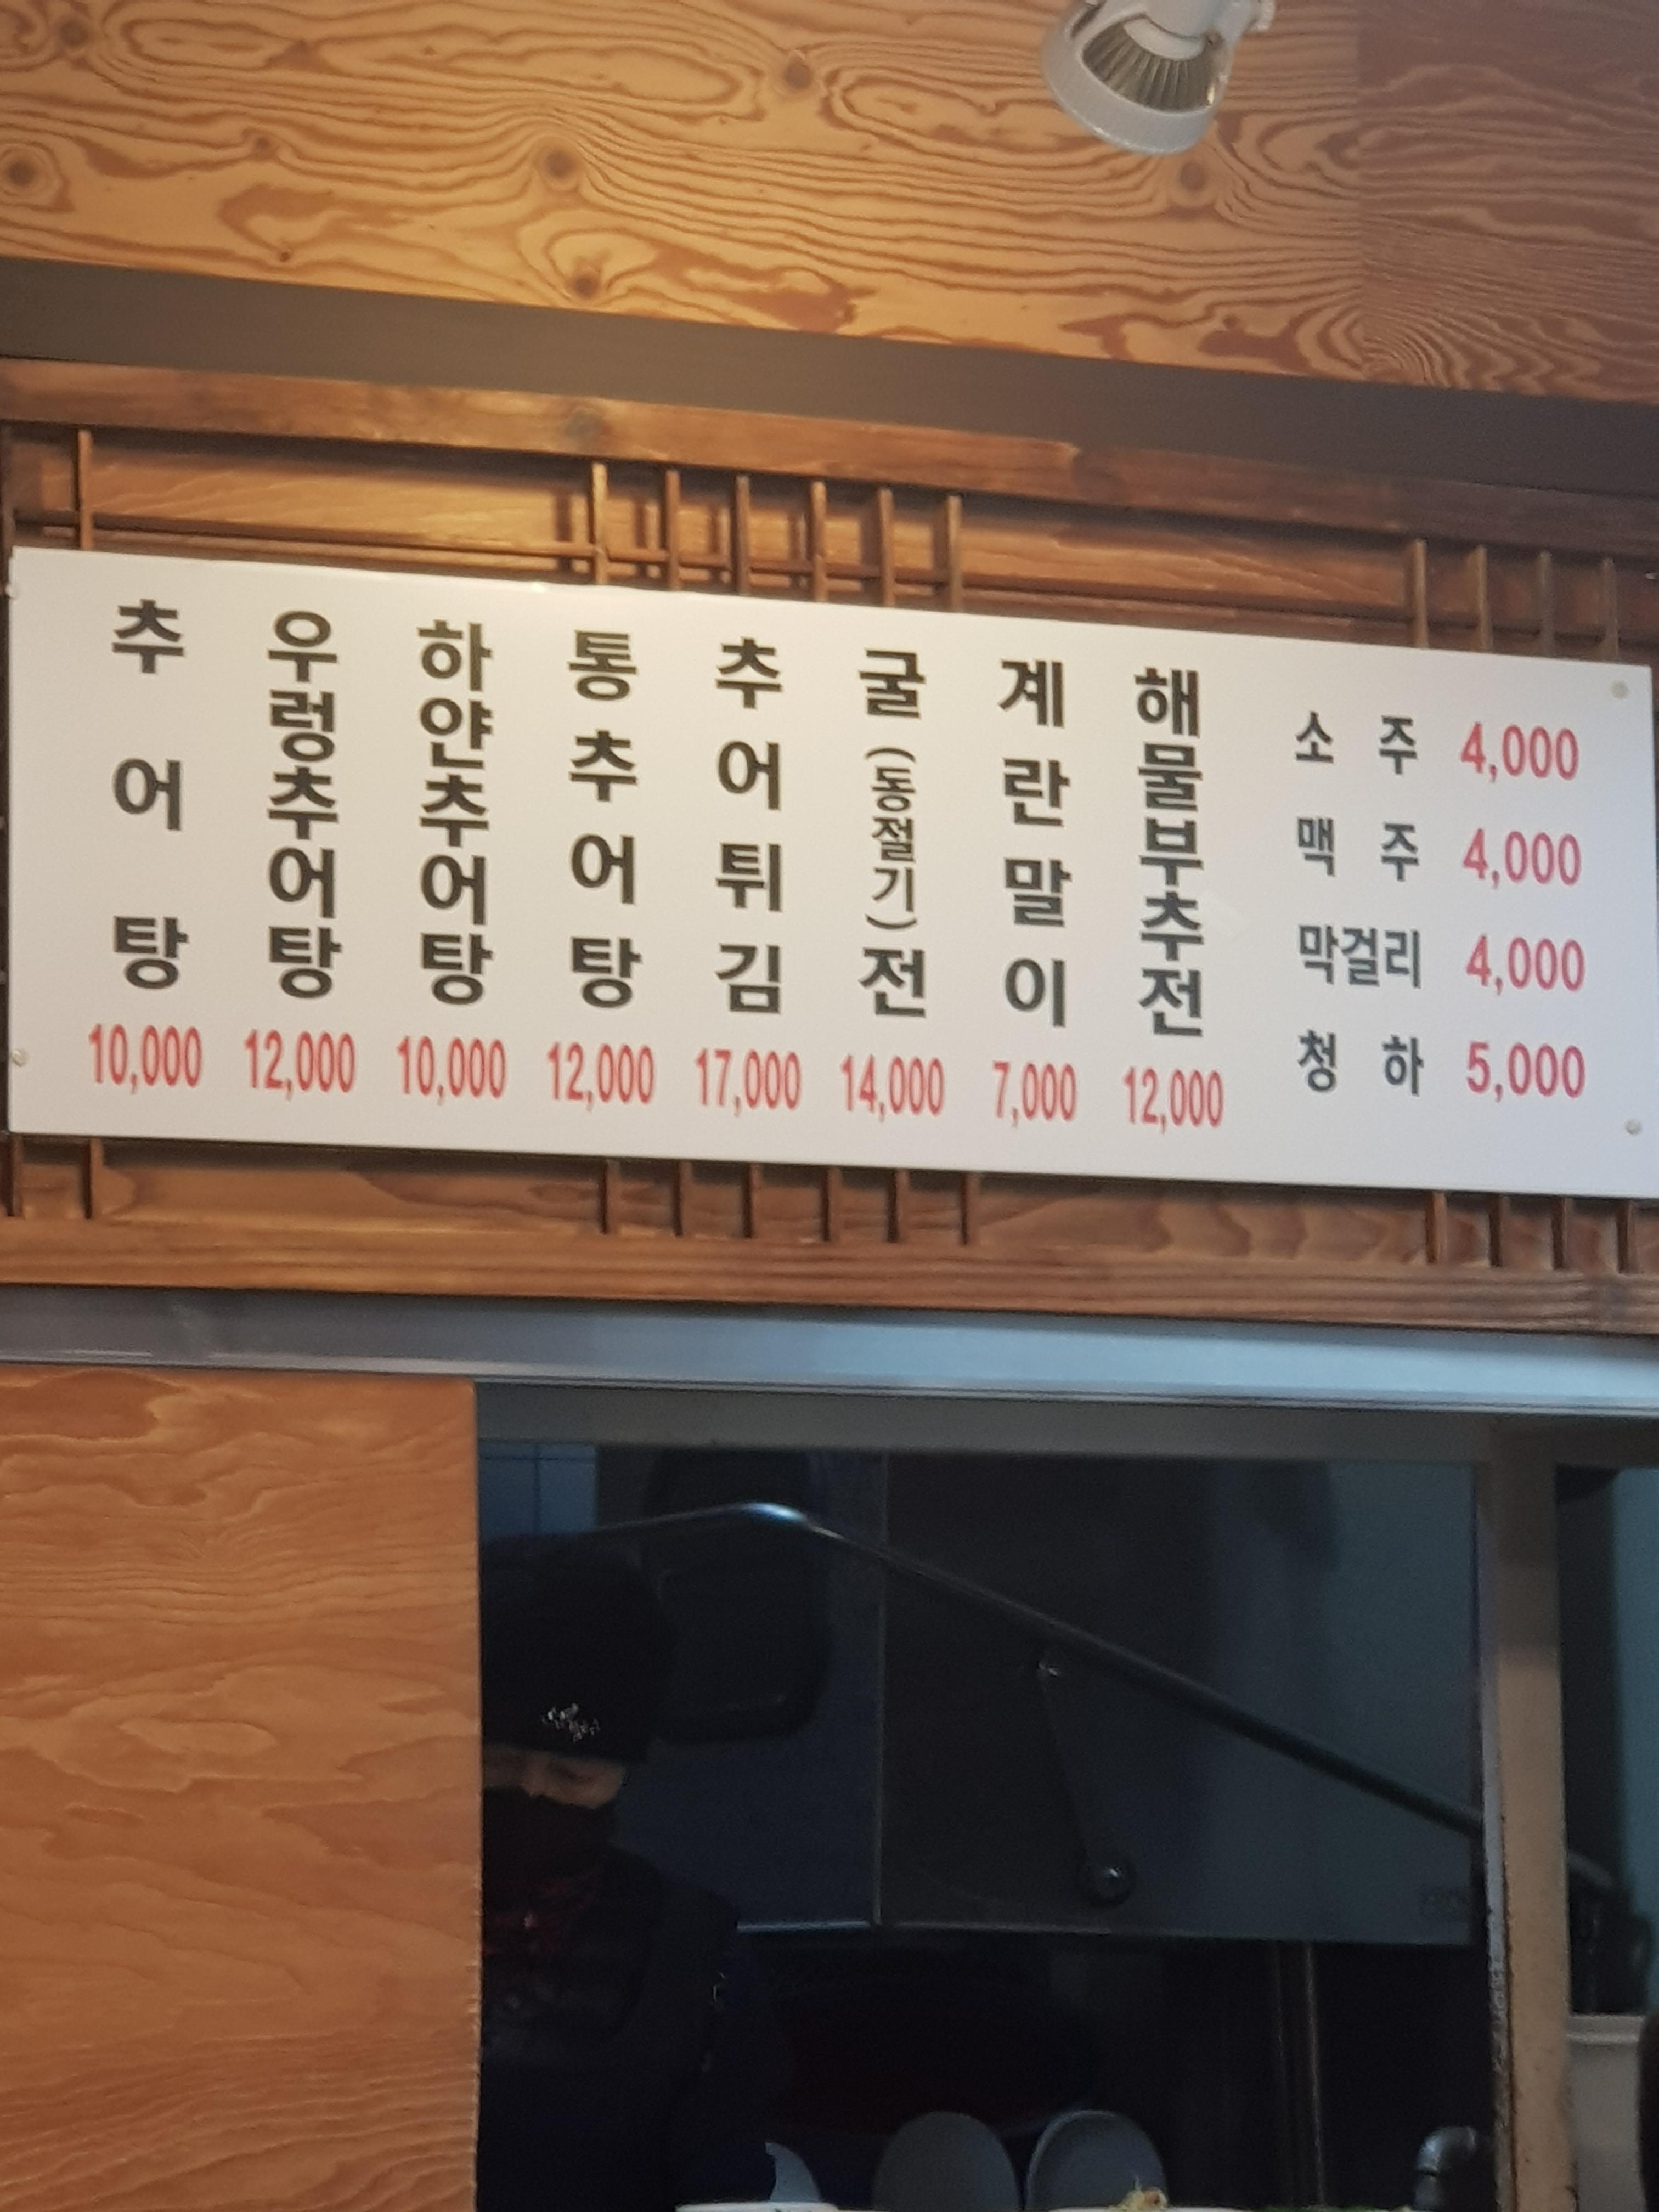 추어탕 10,000
우렁추어탕 12,000
하얀추어탕 10,000
통추어탕 12,000
추어튀김 17,000
굴(동절기)전 14,000
계란말이 7,000
해물부추전 12,000
소주 4,000
맥주 4,000
막걸리 4,000
청하 5,000